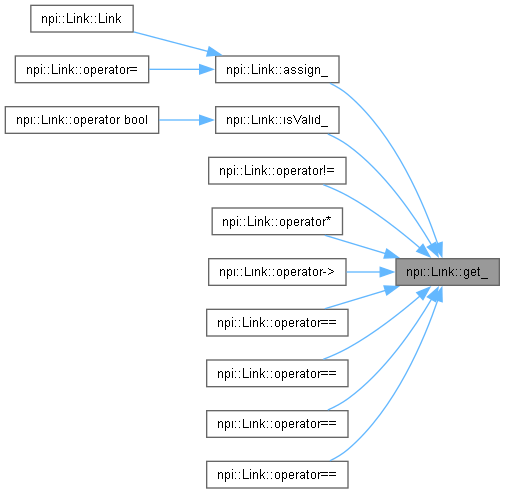 npi::Link::Link
npi::Link::operator=
npi::Link::assign_
npi::Link::operator bool
npi::Link::isValid_
npi::Link::operator!=
npi::Link::operator*
npi::Link::operator->
npi::Link::get_
npi::Link::operator==
npi::Link::operator==
npi::Link::operator==
npi::Link::operator==